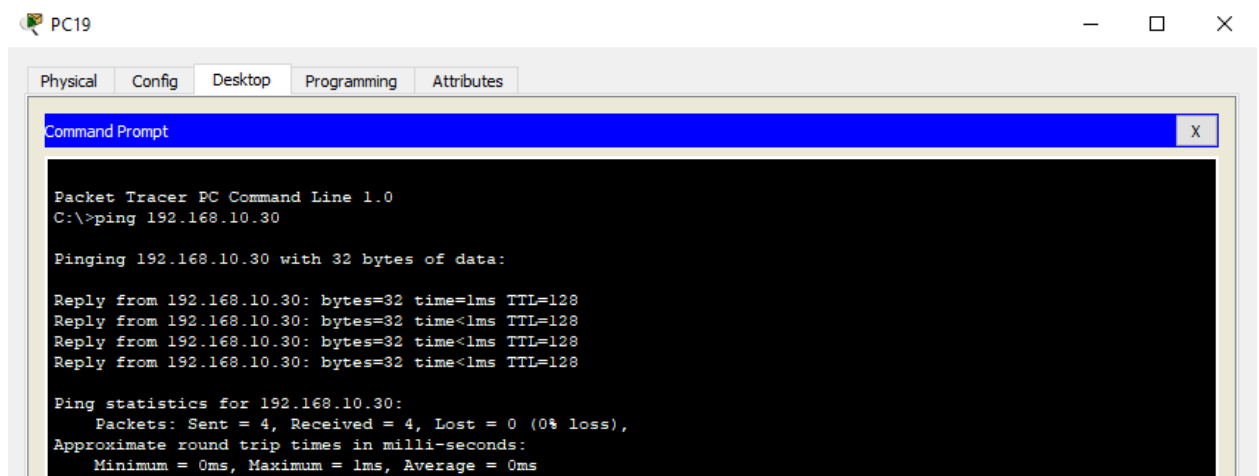 PC19
Physical Config Desktop Programming Attributes
Command Prompt
X
Packet Tracer PC Command Line 1.0
C:\>ping 192.168.10.30
Pinging 192.168.10.30 with 32 bytes of data:
Reply from 192.168.10.30: bytes=32 time=1ms TTL=128
Reply from 192.168.10.30: bytes=32 time<1ms TTL=128
Reply from 192.168.10.30: bytes=32 time<1ms TTL=128
Reply from 192.168.10.30: bytes=32 time<1ms TTL=128
Ping statistics for 192.168.10.30:
Packets: Sent = 4, Received = 4, Lost = 0 (0% loss),
Approximate round trip times in milli-seconds:
Minimum = 0ms, Maximum = 1ms, Average = 0ms